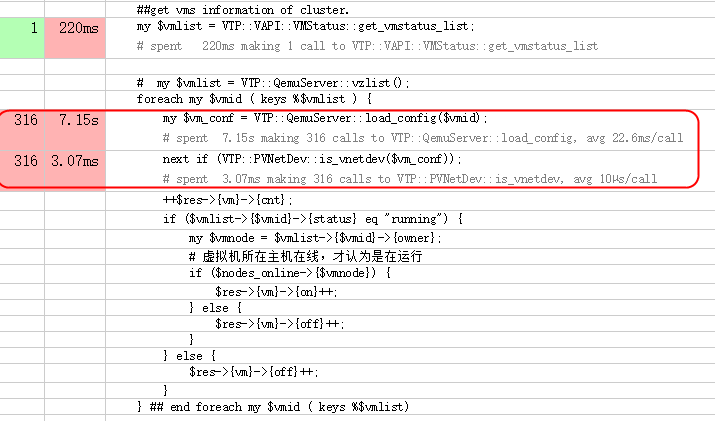 ##get vms information of cluster.
1 220ms my $vmlist = VTP::VAPI::VMStatus::get_vmstatus_list;
# spent 220ms making 1 call to VTP::VAPI::VMStatus::get_vmstatus_list
# my $vmlist = VTP::QemuServer::vzlist();
foreach my $vmid ( keys %$vmlist ) {
316 7.15s my $vm_conf = VTP::QemuServer::load_config($vmid);
# spent 7.15s making 316 calls to VTP::QemuServer::load_config, avg 22.6ms/call
316 3.07ms next if (VTP::PVNetDev::is_vnetdev($vm_conf));
# spent 3.07ms making 316 calls to VTP::PVNetDev::is_vnetdev, avg 10µs/call
++$res->{vm}->{cnt};
if ($vmlist->{$vmid}->{status} eq "running") {
my $vmnode = $vmlist->{$vmid}->{owner};
# 虚拟机所在主机在线，才认为是在运行
if ($nodes_online->{$vmnode}) {
$res->{vm}->{on}++;
} else {
$res->{vm}->{off}++;
}
} else {
$res->{vm}->{off}++;
}
} ## end foreach my $vmid ( keys %$vmlist)